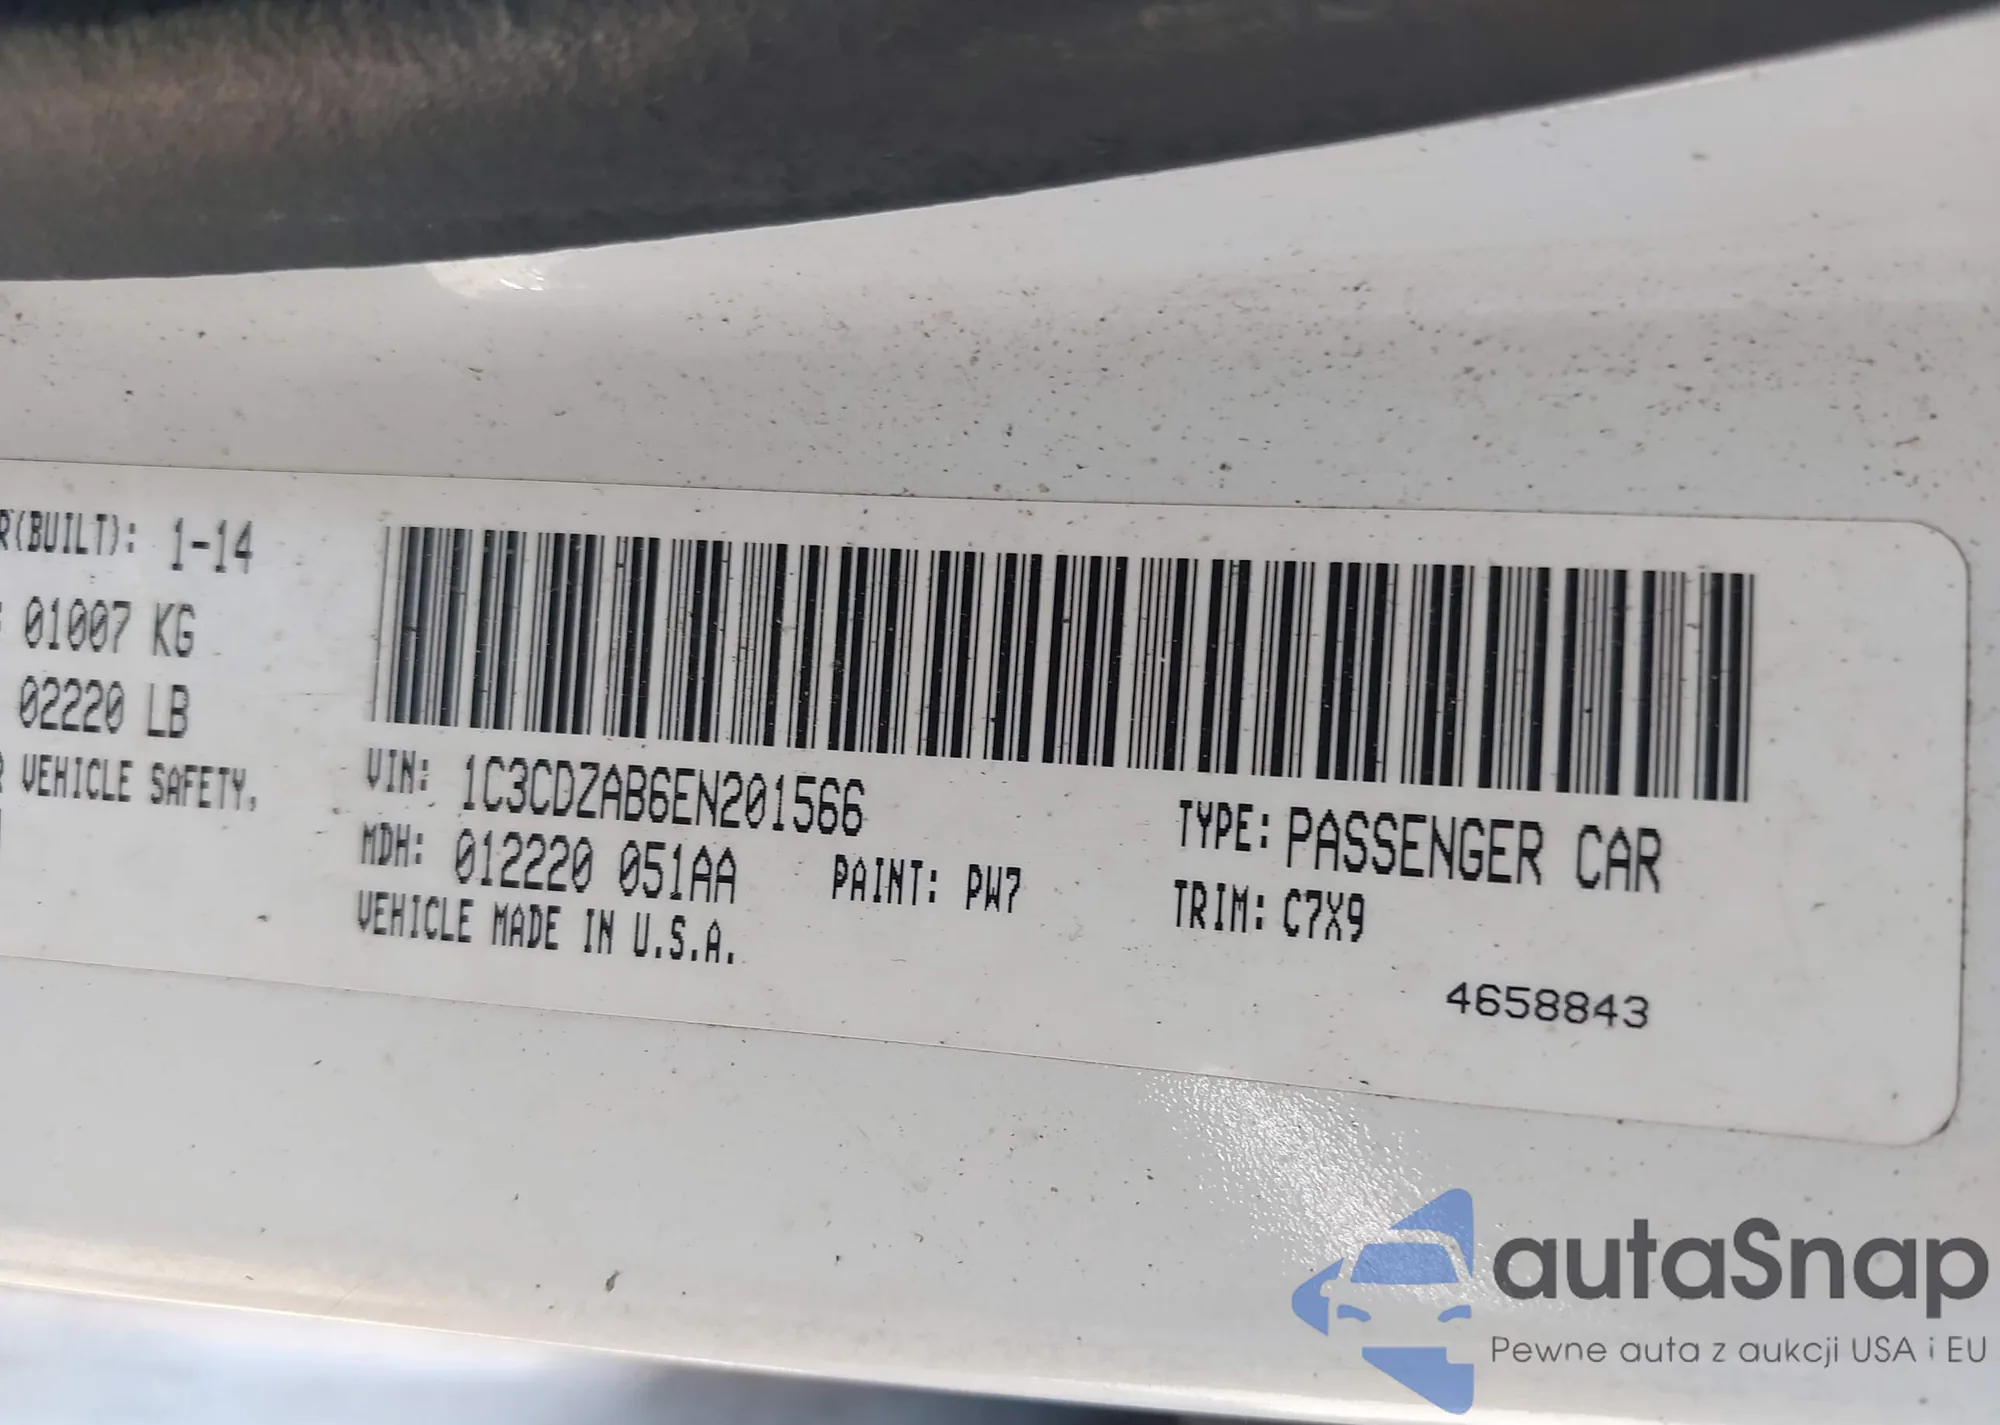 R(BUILT): 1-14
: 01007 KG
02220 LB
R VEHICLE SAFETY,
VIN: 1C3CDZAB6EN201566
TYPE: PASSENGER CAR
MDH: 012220 051AA PAINT: PW7
TRIM: C7X9
VEHICLE MADE IN U.S.A.
4658843
autaSnap
Pewne auta z aukcji USA i EU